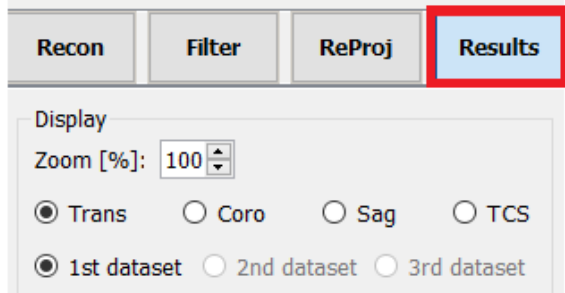 Recon Filter ReProj Results
Display
Zoom [%]: 100
Trans Coro Sag TCS
1st dataset 2nd dataset 3rd dataset